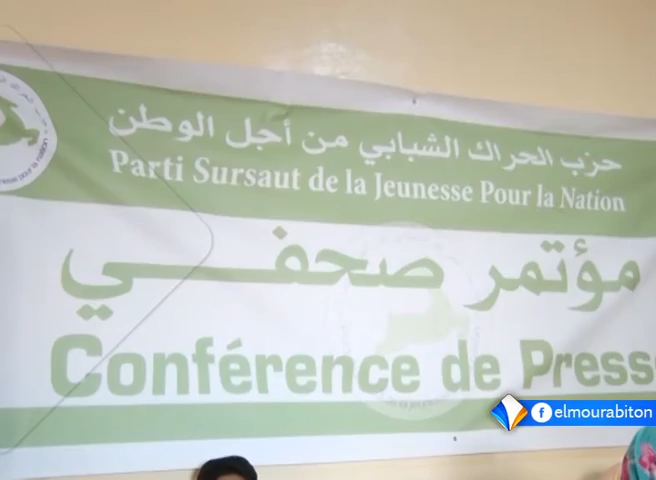 حزب الحراك الشبابي من أجل الوطن
Parti Sursaut de la Jeunesse Pour la Nation
مؤتمر صحفي
Conférence de Presse
elmourabiton